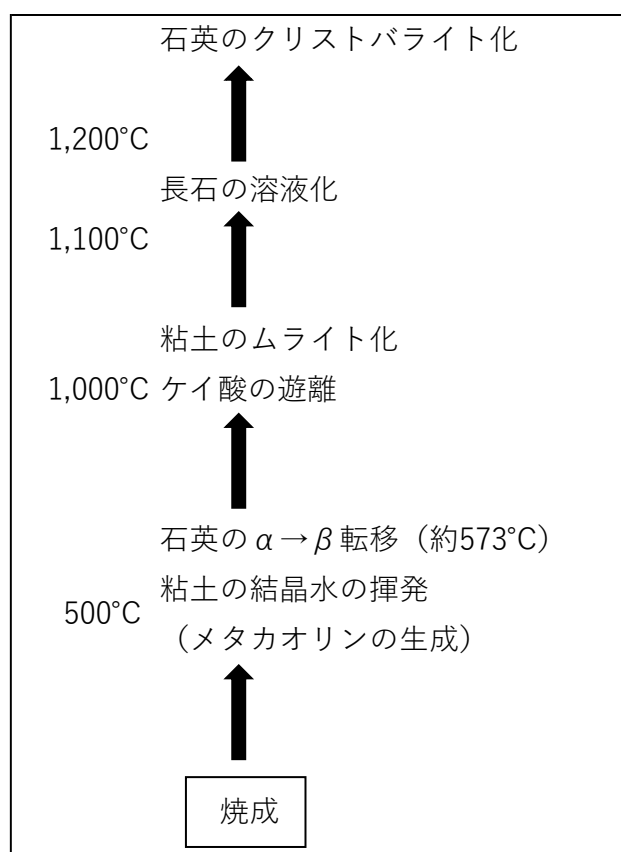 石英のクリストバライト化
1,200°C
長石の溶液化
1,100°C
粘土のムライト化
1,000°C ケイ酸の遊離
石英のα→β転移（約573°C）
粘土の結晶水の揮発
500°C
（メタカオリンの生成）
焼成